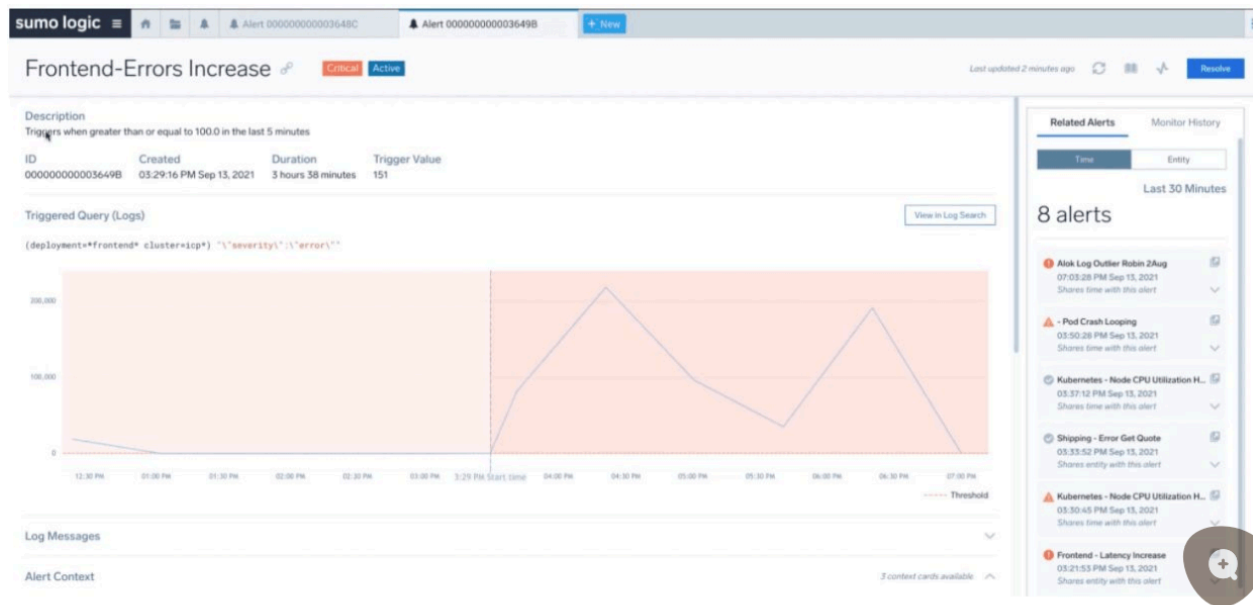 sumo logic
Alert 000000000003648C
Alert 000000000003649B
+ New
Frontend-Errors Increase
Critical
Active
Last updated 2 minutes ago
Resolve
Description
Triggers when greater than or equal to 100.0 in the last 5 minutes
ID
Created
Duration
Trigger Value
000000000003649B
03:29:16 PM Sep 13, 2021
3 hours 38 minutes
151
Triggered Query (Logs)
View in Log Search
(deployment=*frontend* cluster=icp*) "\"severity\":\"error\""
200,000
100,000
0
12:30 PM
01:00 PM
01:30 PM
02:00 PM
02:30 PM
03:00 PM
3:29 PM Start time
04:00 PM
04:30 PM
05:00 PM
05:30 PM
06:00 PM
06:30 PM
07:00 PM
Threshold
Log Messages
Alert Context
3 context cards available
Related Alerts
Monitor History
Time
Entity
Last 30 Minutes
8 alerts
Alok Log Outlier Robin 2Aug
07:03:28 PM Sep 13, 2021
Shares time with this alert
- Pod Crash Looping
03:50:28 PM Sep 13, 2021
Shares time with this alert
Kubernetes - Node CPU Utilization H...
03:37:12 PM Sep 13, 2021
Shares time with this alert
Shipping - Error Get Quote
03:33:52 PM Sep 13, 2021
Shares entity with this alert
Kubernetes - Node CPU Utilization H...
03:30:45 PM Sep 13, 2021
Shares time with this alert
Frontend - Latency Increase
03:21:53 PM Sep 13, 2021
Shares entity with this alert